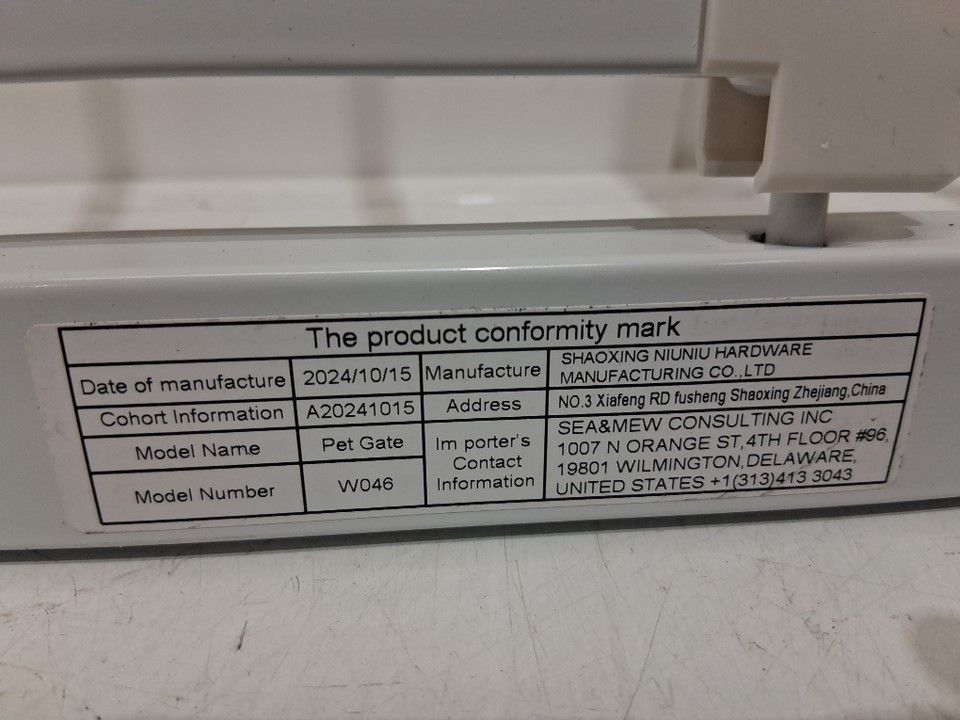 The product conformity mark
Date of manufacture 2024/10/15 Manufacture SHAOXING NIUNIU HARDWARE
MANUFACTURING CO.,LTD
Cohort Information A20241015 Address NO.3 Xiafeng RD fusheng Shaoxing Zhejiang,China
Model Name Pet Gate Im porter's
Contact
Information SEA&MEW CONSULTING INC
1007 N ORANGE ST,4TH FLOOR #96,
19801 WILMINGTON,DELAWARE,
UNITED STATES +1(313)413 3043
Model Number W046